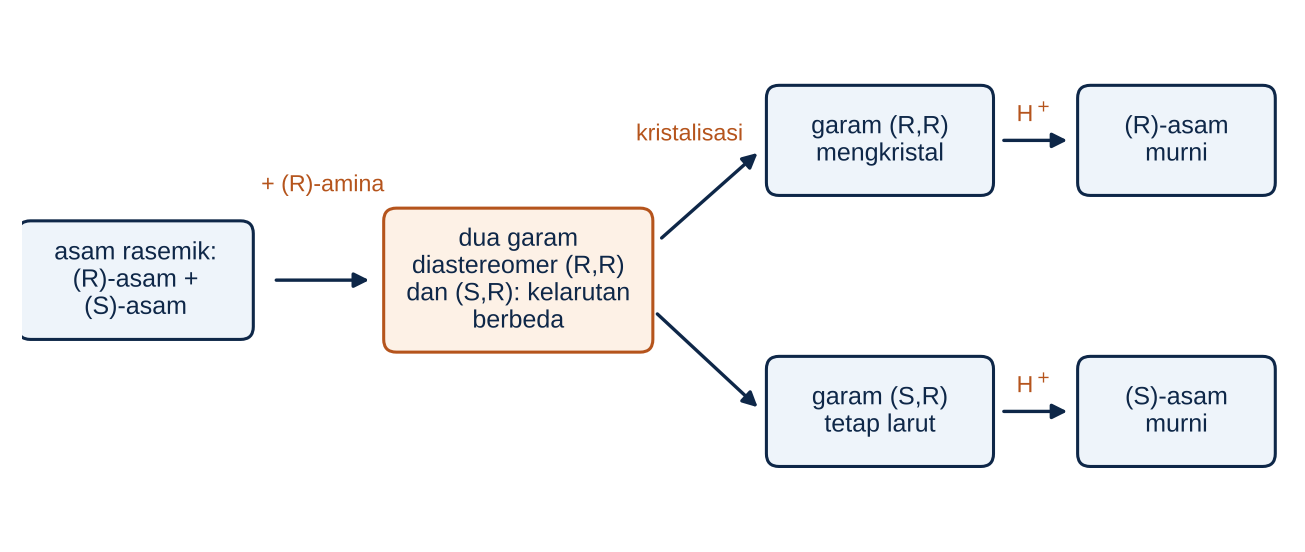 asam rasemik:
(R)-asam +
(S)-asam
+ (R)-amina
dua garam
diastereomer (R,R)
dan (S,R): kelarutan
berbeda
kristalisasi
garam (R,R)
mengkristal
H⁺
(R)-asam
murni
garam (S,R)
tetap larut
H⁺
(S)-asam
murni